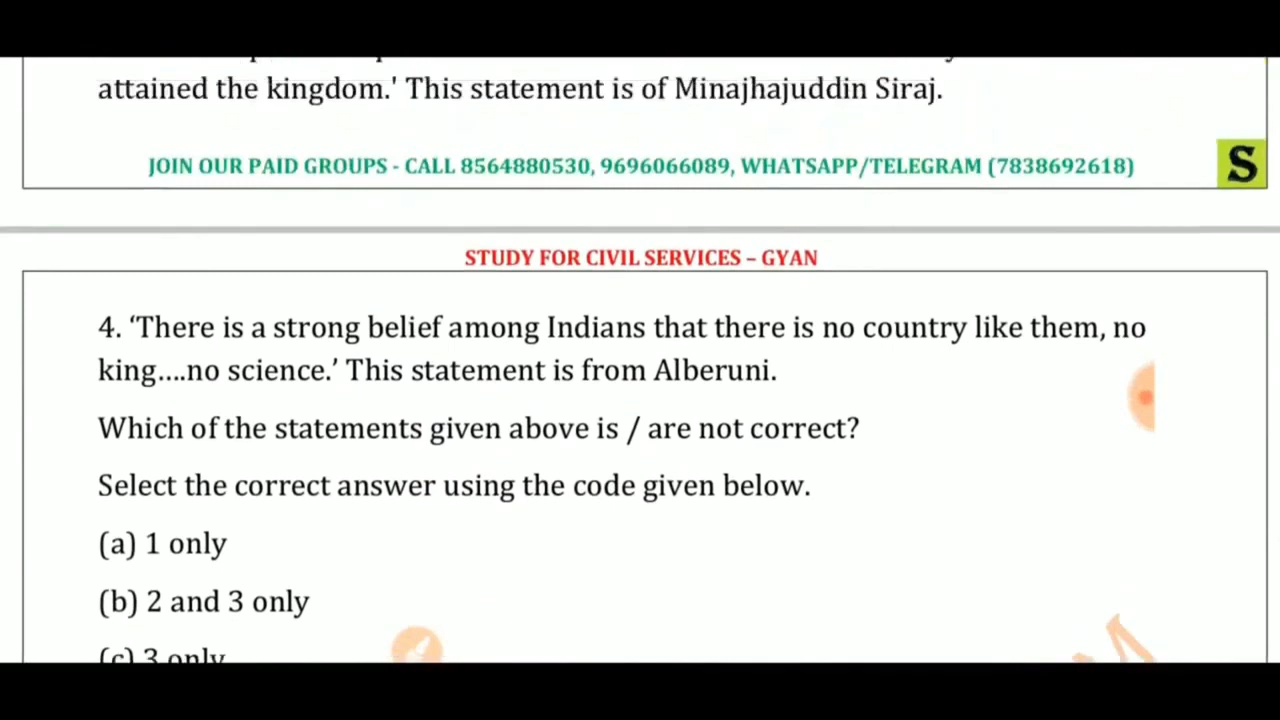 attained the kingdom.' This statement is of Minajhajuddin Siraj.
JOIN OUR PAID GROUPS - CALL 8564880530, 9696066089, WHATSAPP/TELEGRAM (7838692618)
S
STUDY FOR CIVIL SERVICES – GYAN
4. ‘There is a strong belief among Indians that there is no country like them, no
king....no science.’ This statement is from Alberuni.
Which of the statements given above is / are not correct?
Select the correct answer using the code given below.
(a) 1 only
(b) 2 and 3 only
(c) 3 only
M